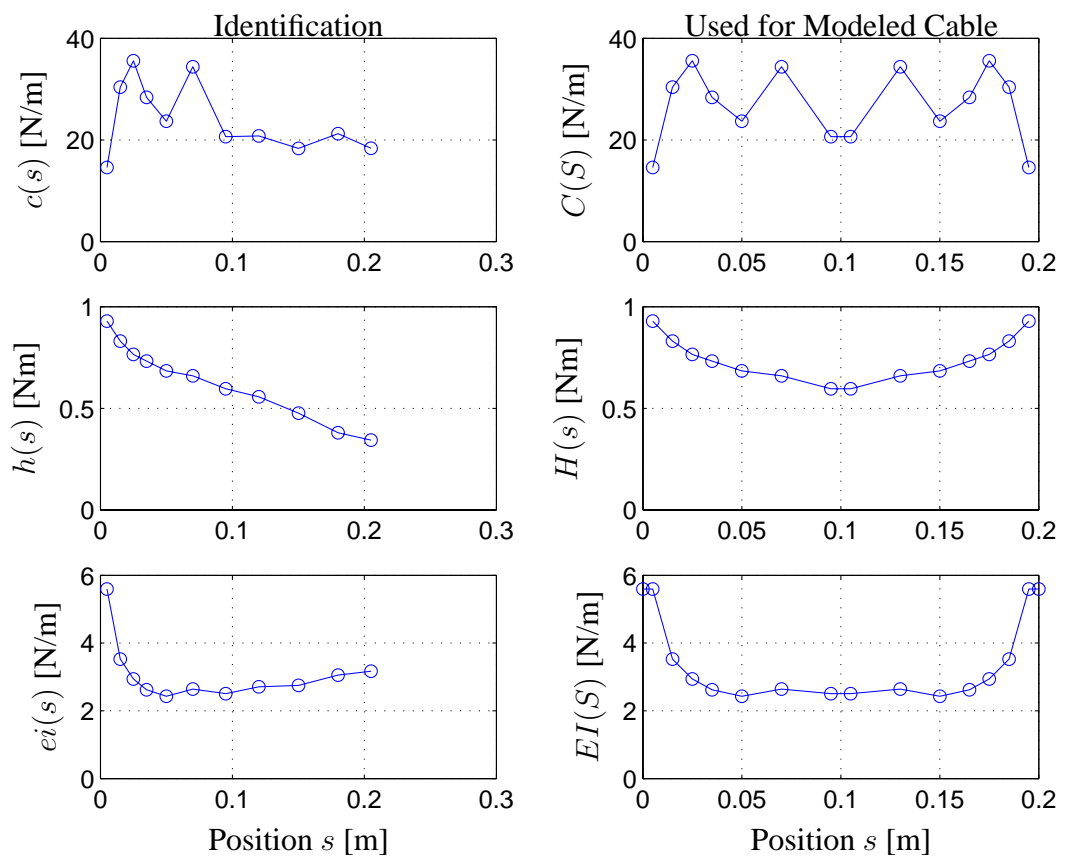 Identification
Used for Modeled Cable
40
20
0
c(s) [N/m]
0 0.1 0.2 0.3
40
20
0
C(S) [N/m]
0 0.05 0.1 0.15 0.2
1
0.5
0
h(s) [Nm]
0 0.1 0.2 0.3
1
0.5
0
H(s) [Nm]
0 0.05 0.1 0.15 0.2
6
4
2
0
ei(s) [N/m]
0 0.1 0.2 0.3
Position s [m]
6
4
2
0
EI(S) [N/m]
0 0.05 0.1 0.15 0.2
Position s [m]